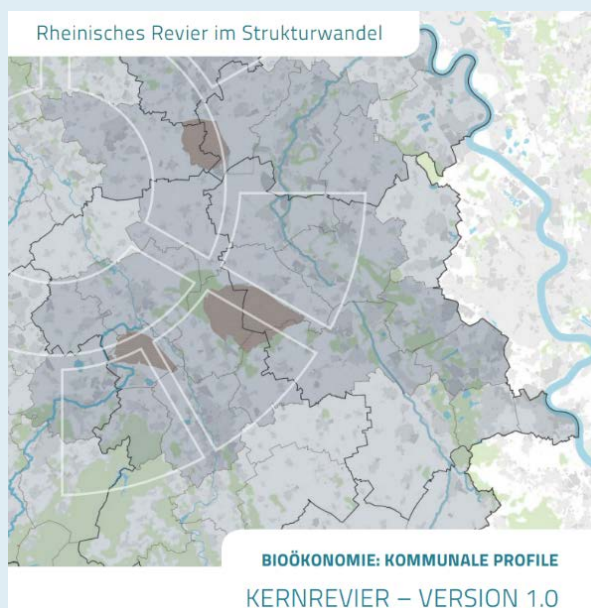 Rheinisches Revier im Strukturwandel
BIOÖKONOMIE: KOMMUNALE PROFILE
KERNREVIER – VERSION 1.0